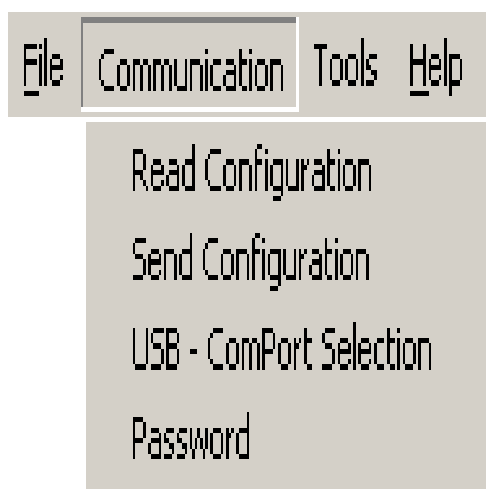 File Communication Tools Help
Read Configuration
Send Configuration
USB - ComPort Selection
Password